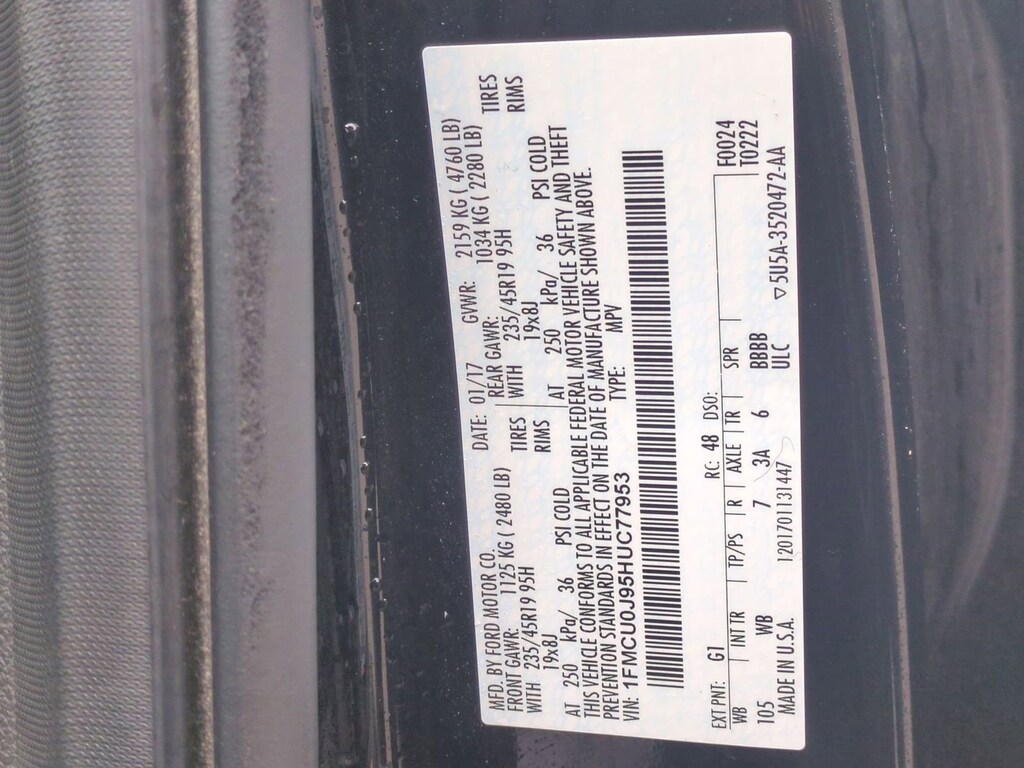 MFD. BY FORD MOTOR CO. DATE: 01/17 GVWR: 2159 KG ( 4760 LB)
FRONT GAWR: 1125 KG ( 2480 LB) REAR GAWR: 1034 KG ( 2280 LB)
WITH 235/45R19 95H TIRES WITH 235/45R19 95H TIRES
19x8J RIMS 19x8J RIMS
AT 250 kPa/ 36 PSI COLD AT 250 kPa/ 36 PSI COLD
THIS VEHICLE CONFORMS TO ALL APPLICABLE FEDERAL MOTOR VEHICLE SAFETY AND THEFT
PREVENTION STANDARDS IN EFFECT ON THE DATE OF MANUFACTURE SHOWN ABOVE.
VIN: 1FMCU0J95HUC77953 TYPE: MPV
EXT PNT: G1 RC: 48 DSO: F0024
WB INT TR TP/PS R AXLE TR SPR T0222
105 WB 7 3A 6 BBBB
ULC
MADE IN U.S.A. 120170113144​7 ▽5U5A-3520472-AA